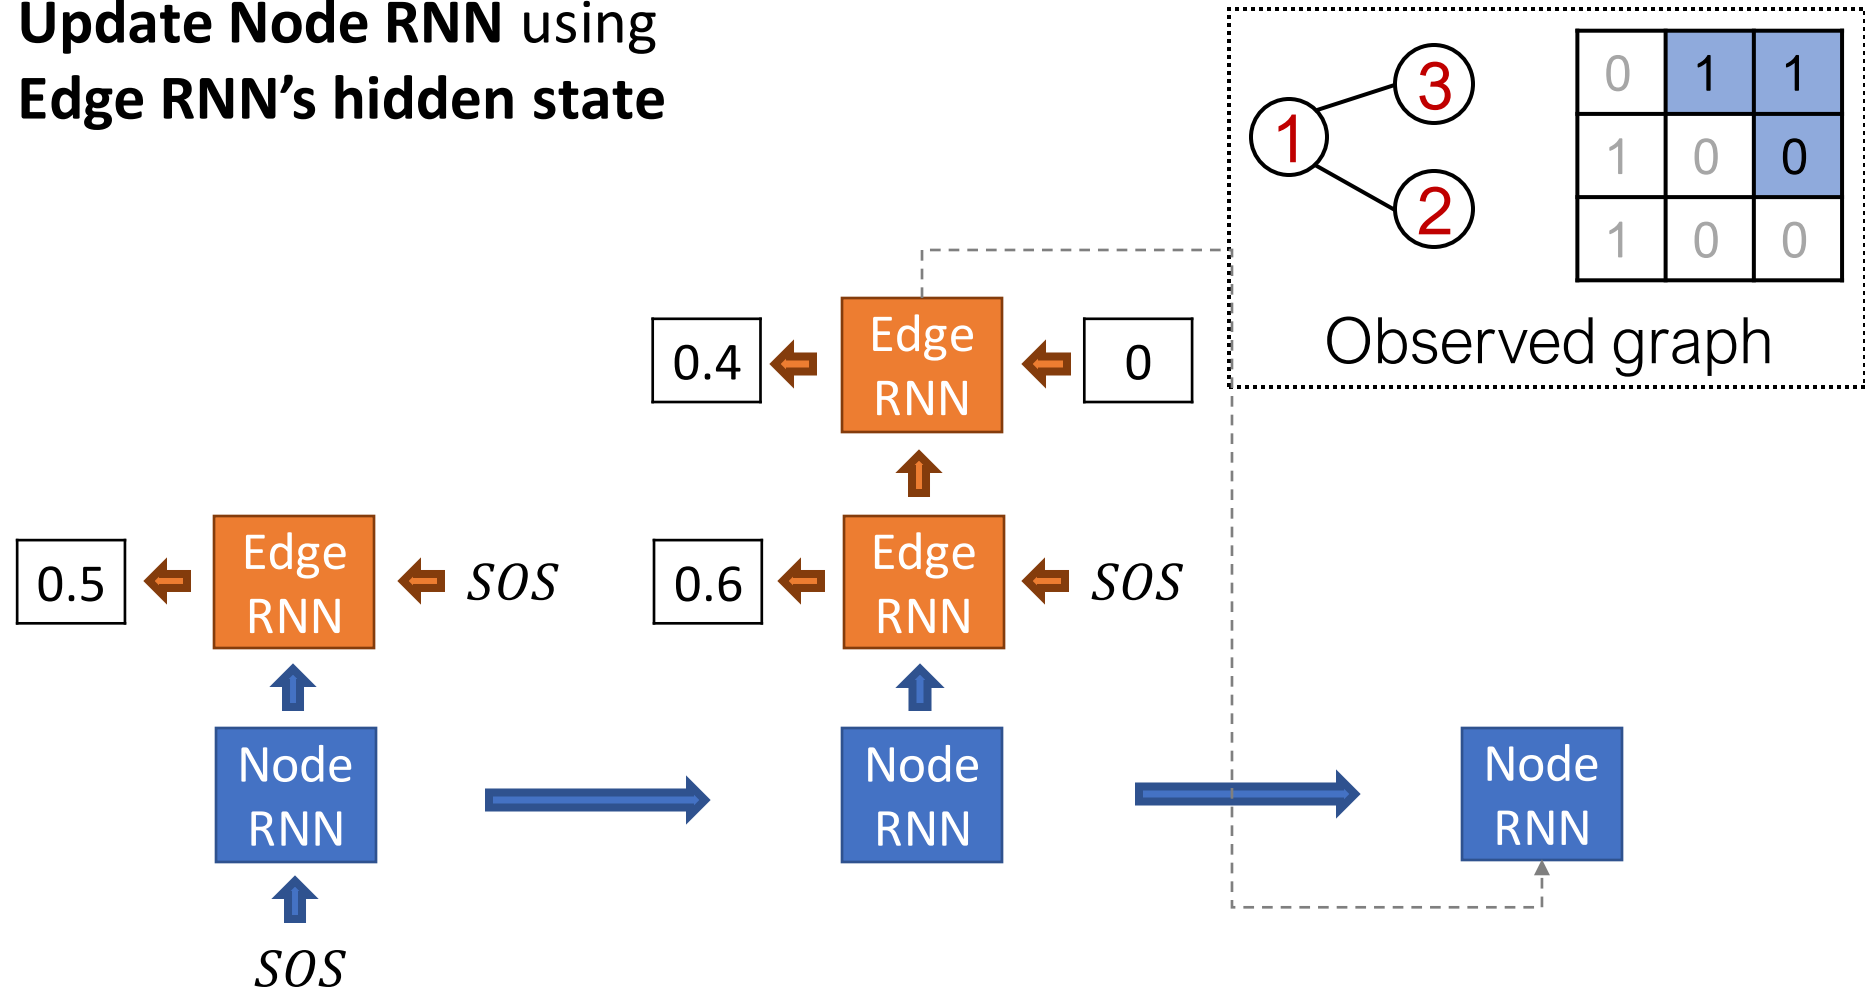 Update Node RNN using
Edge RNN's hidden state
3
1
2
0 1 1
1 0 0
1 0 0
Observed graph
0.4
Edge
RNN
0
0.5
Edge
RNN
SOS
0.6
Edge
RNN
SOS
Node
RNN
Node
RNN
Node
RNN
SOS